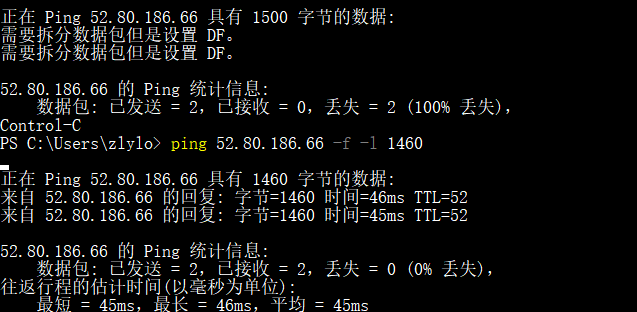 正在 Ping 52.80.186.66 具有 1500 字节的数据:
需要拆分数据包但是设置 DF。
需要拆分数据包但是设置 DF。
52.80.186.66 的 Ping 统计信息:
数据包: 已发送 = 2，已接收 = 0，丢失 = 2 (100% 丢失)，
Control-C
PS C:\Users\zlylo> ping 52.80.186.66 -f -l 1460
正在 Ping 52.80.186.66 具有 1460 字节的数据:
来自 52.80.186.66 的回复: 字节=1460 时间=46ms TTL=52
来自 52.80.186.66 的回复: 字节=1460 时间=45ms TTL=52
52.80.186.66 的 Ping 统计信息:
数据包: 已发送 = 2，已接收 = 2，丢失 = 0 (0% 丢失)，
往返行程的估计时间(以毫秒为单位):
最短 = 45ms，最长 = 46ms，平均 = 45ms